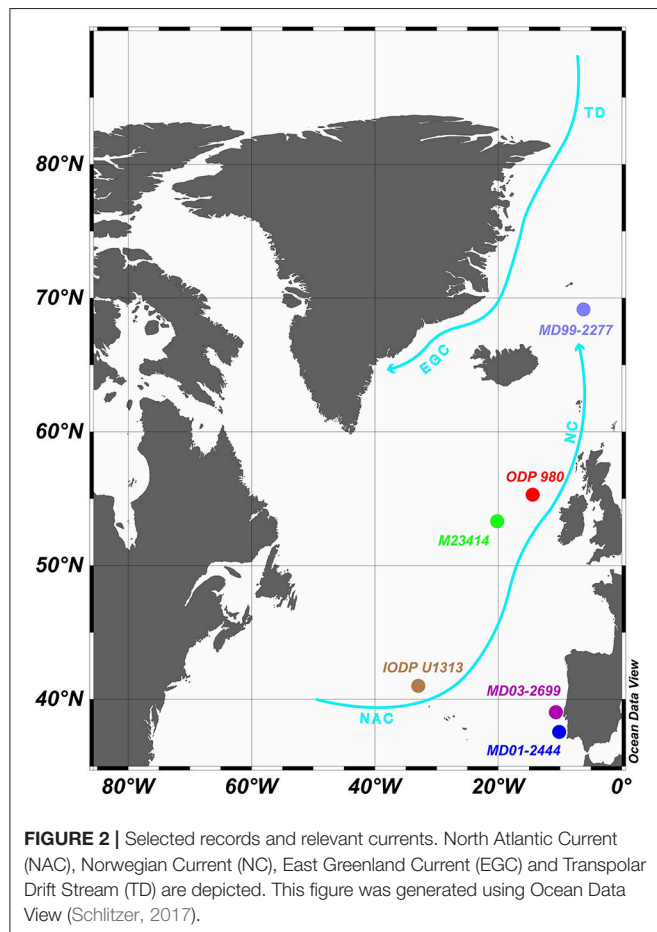 TD
80°N
70°N
MD99-2277
EGC
NC
60°N
ODP 980
M23414
50°N
IODP U1313
MD03-2699
40°N
NAC
MD01-2444
Ocean Data View
80°W 60°W 40°W 20°W 0°
FIGURE 2 | Selected records and relevant currents. North Atlantic Current
(NAC), Norwegian Current (NC), East Greenland Current (EGC) and Transpolar
Drift Stream (TD) are depicted. This figure was generated using Ocean Data
View (Schlitzer, 2017).